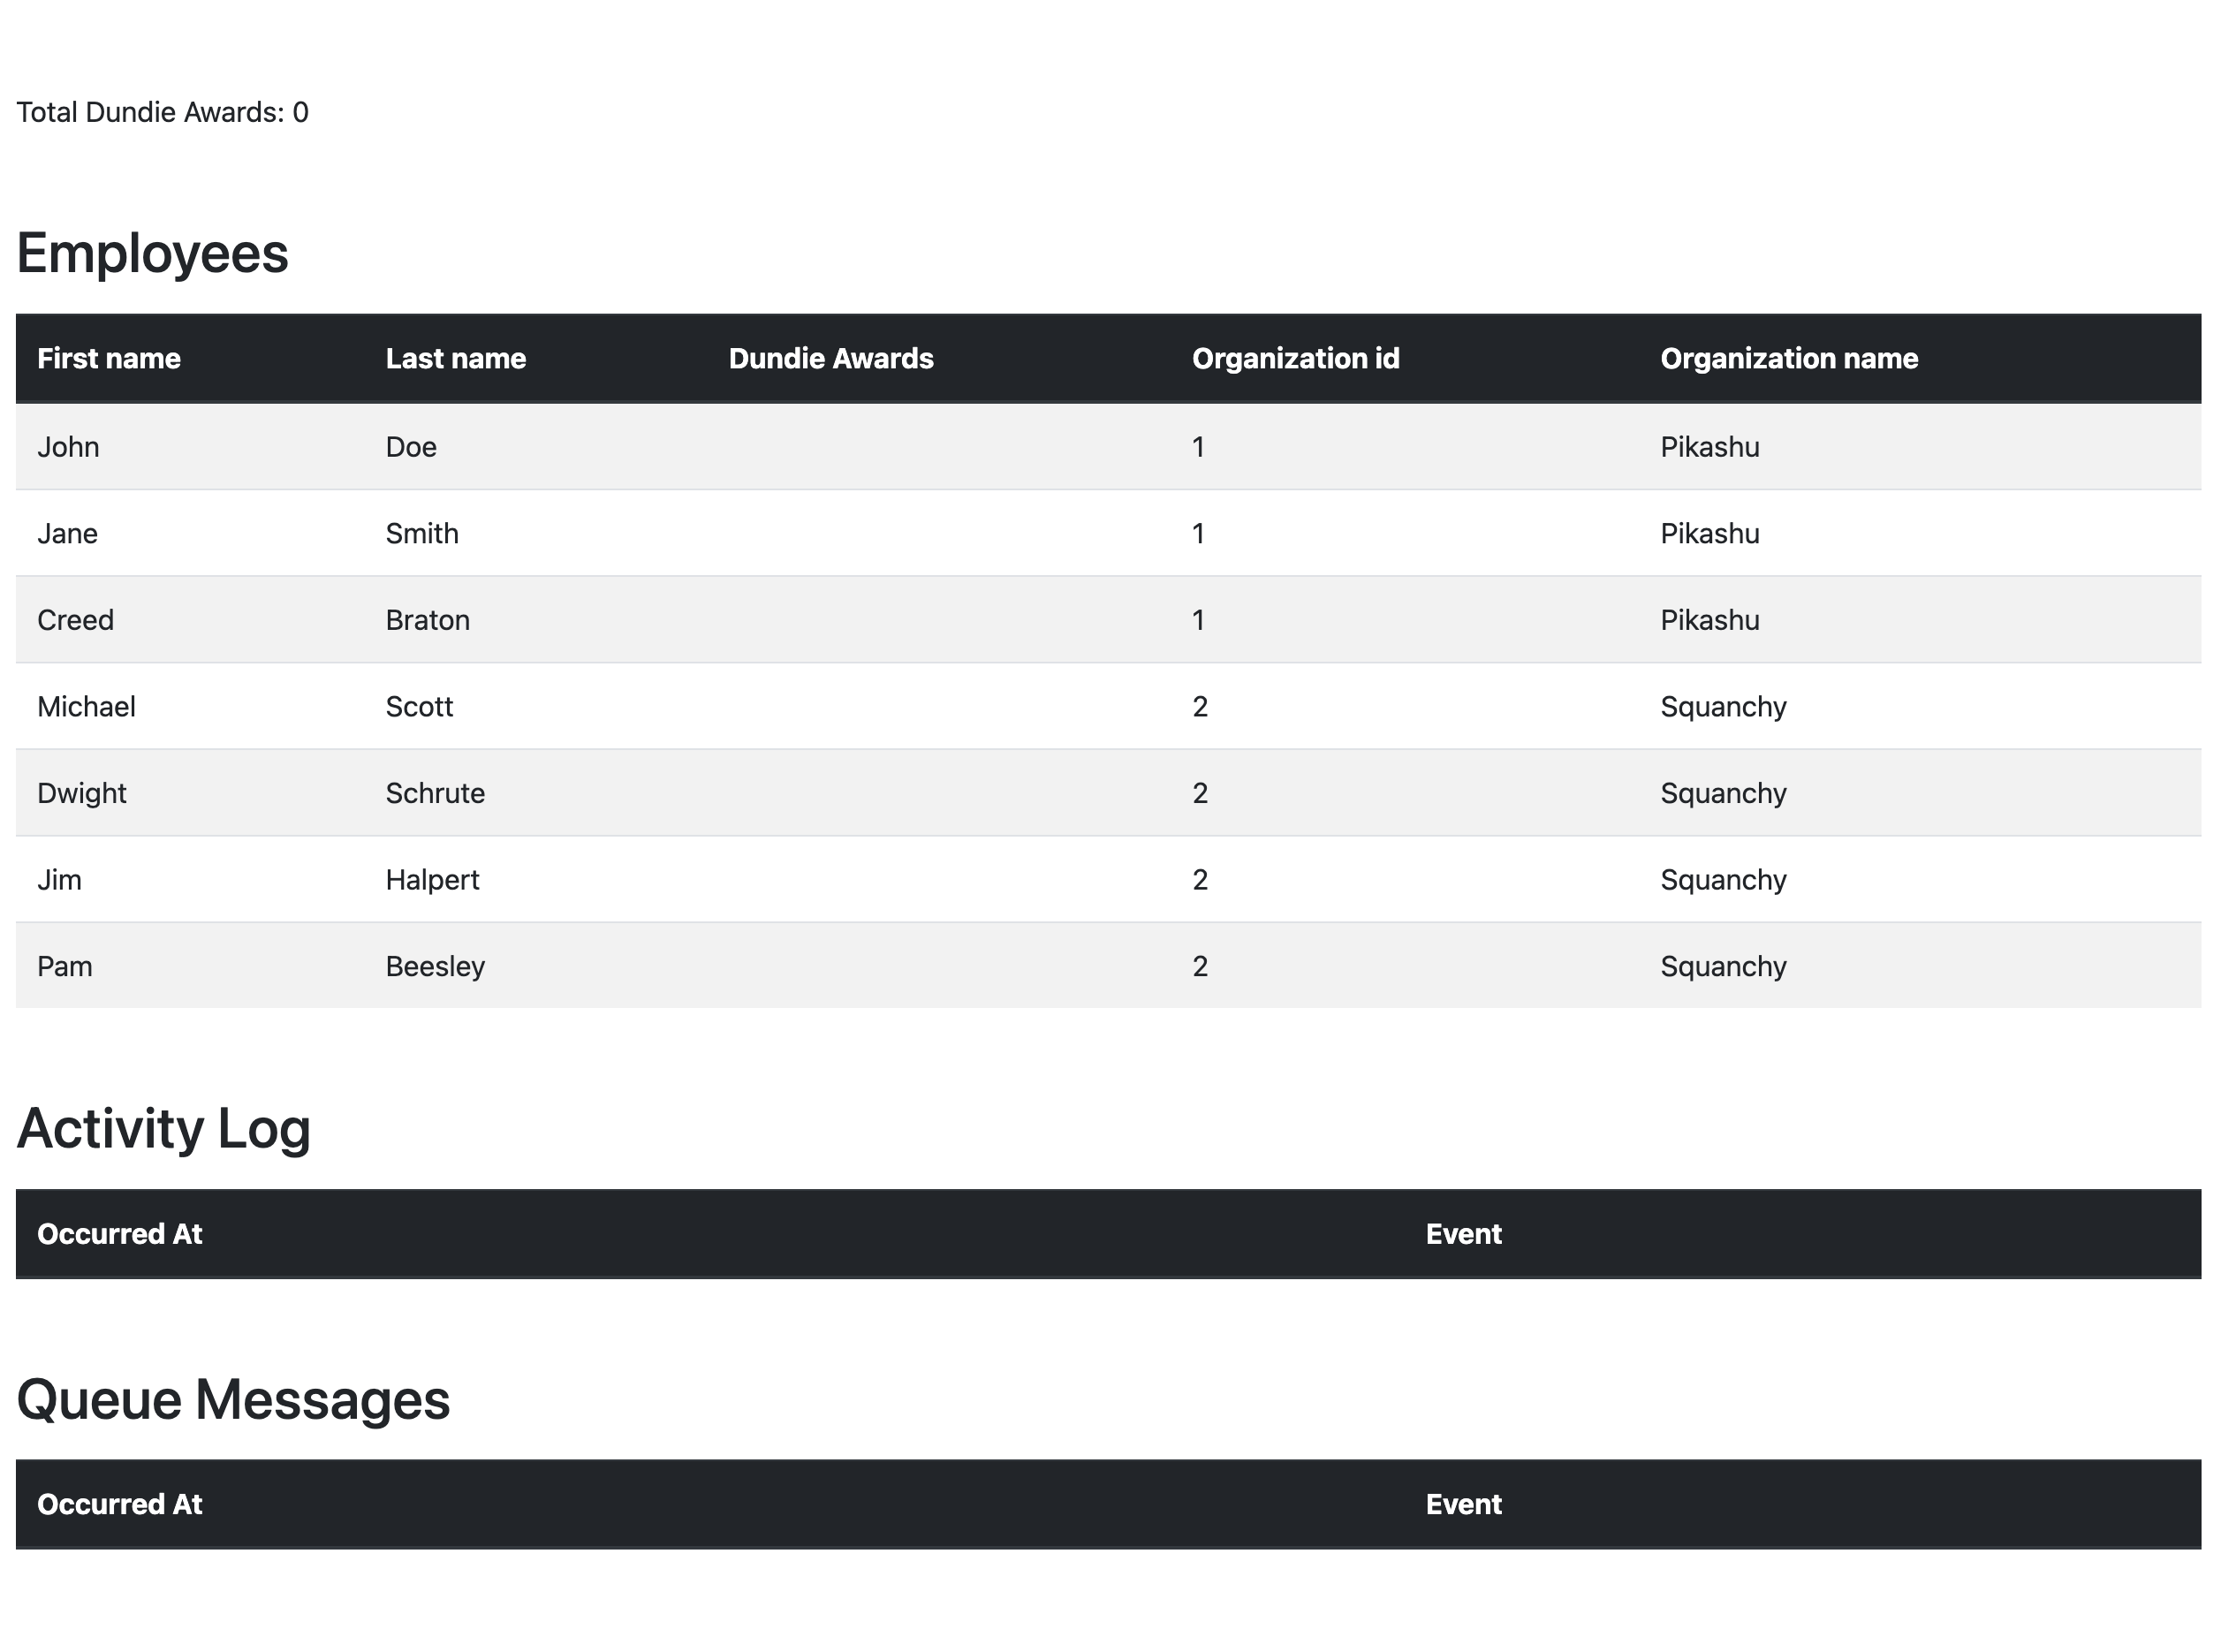 Total Dundie Awards: 0
Employees
First name Last name Dundie Awards Organization id Organization name
John Doe 1 Pikashu
Jane Smith 1 Pikashu
Creed Braton 1 Pikashu
Michael Scott 2 Squanchy
Dwight Schrute 2 Squanchy
Jim Halpert 2 Squanchy
Pam Beesley 2 Squanchy
Activity Log
Occurred At Event
Queue Messages
Occurred At Event